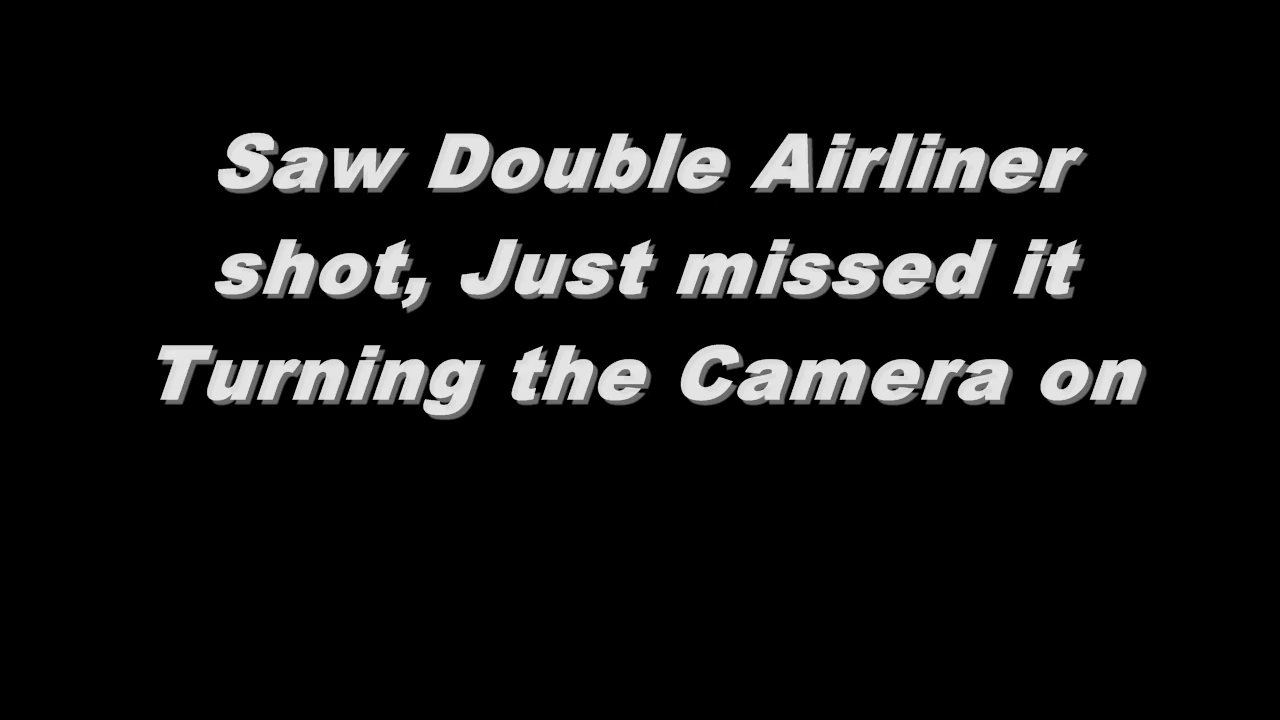 Saw Double Airliner
shot, Just missed it
Turning the Camera on